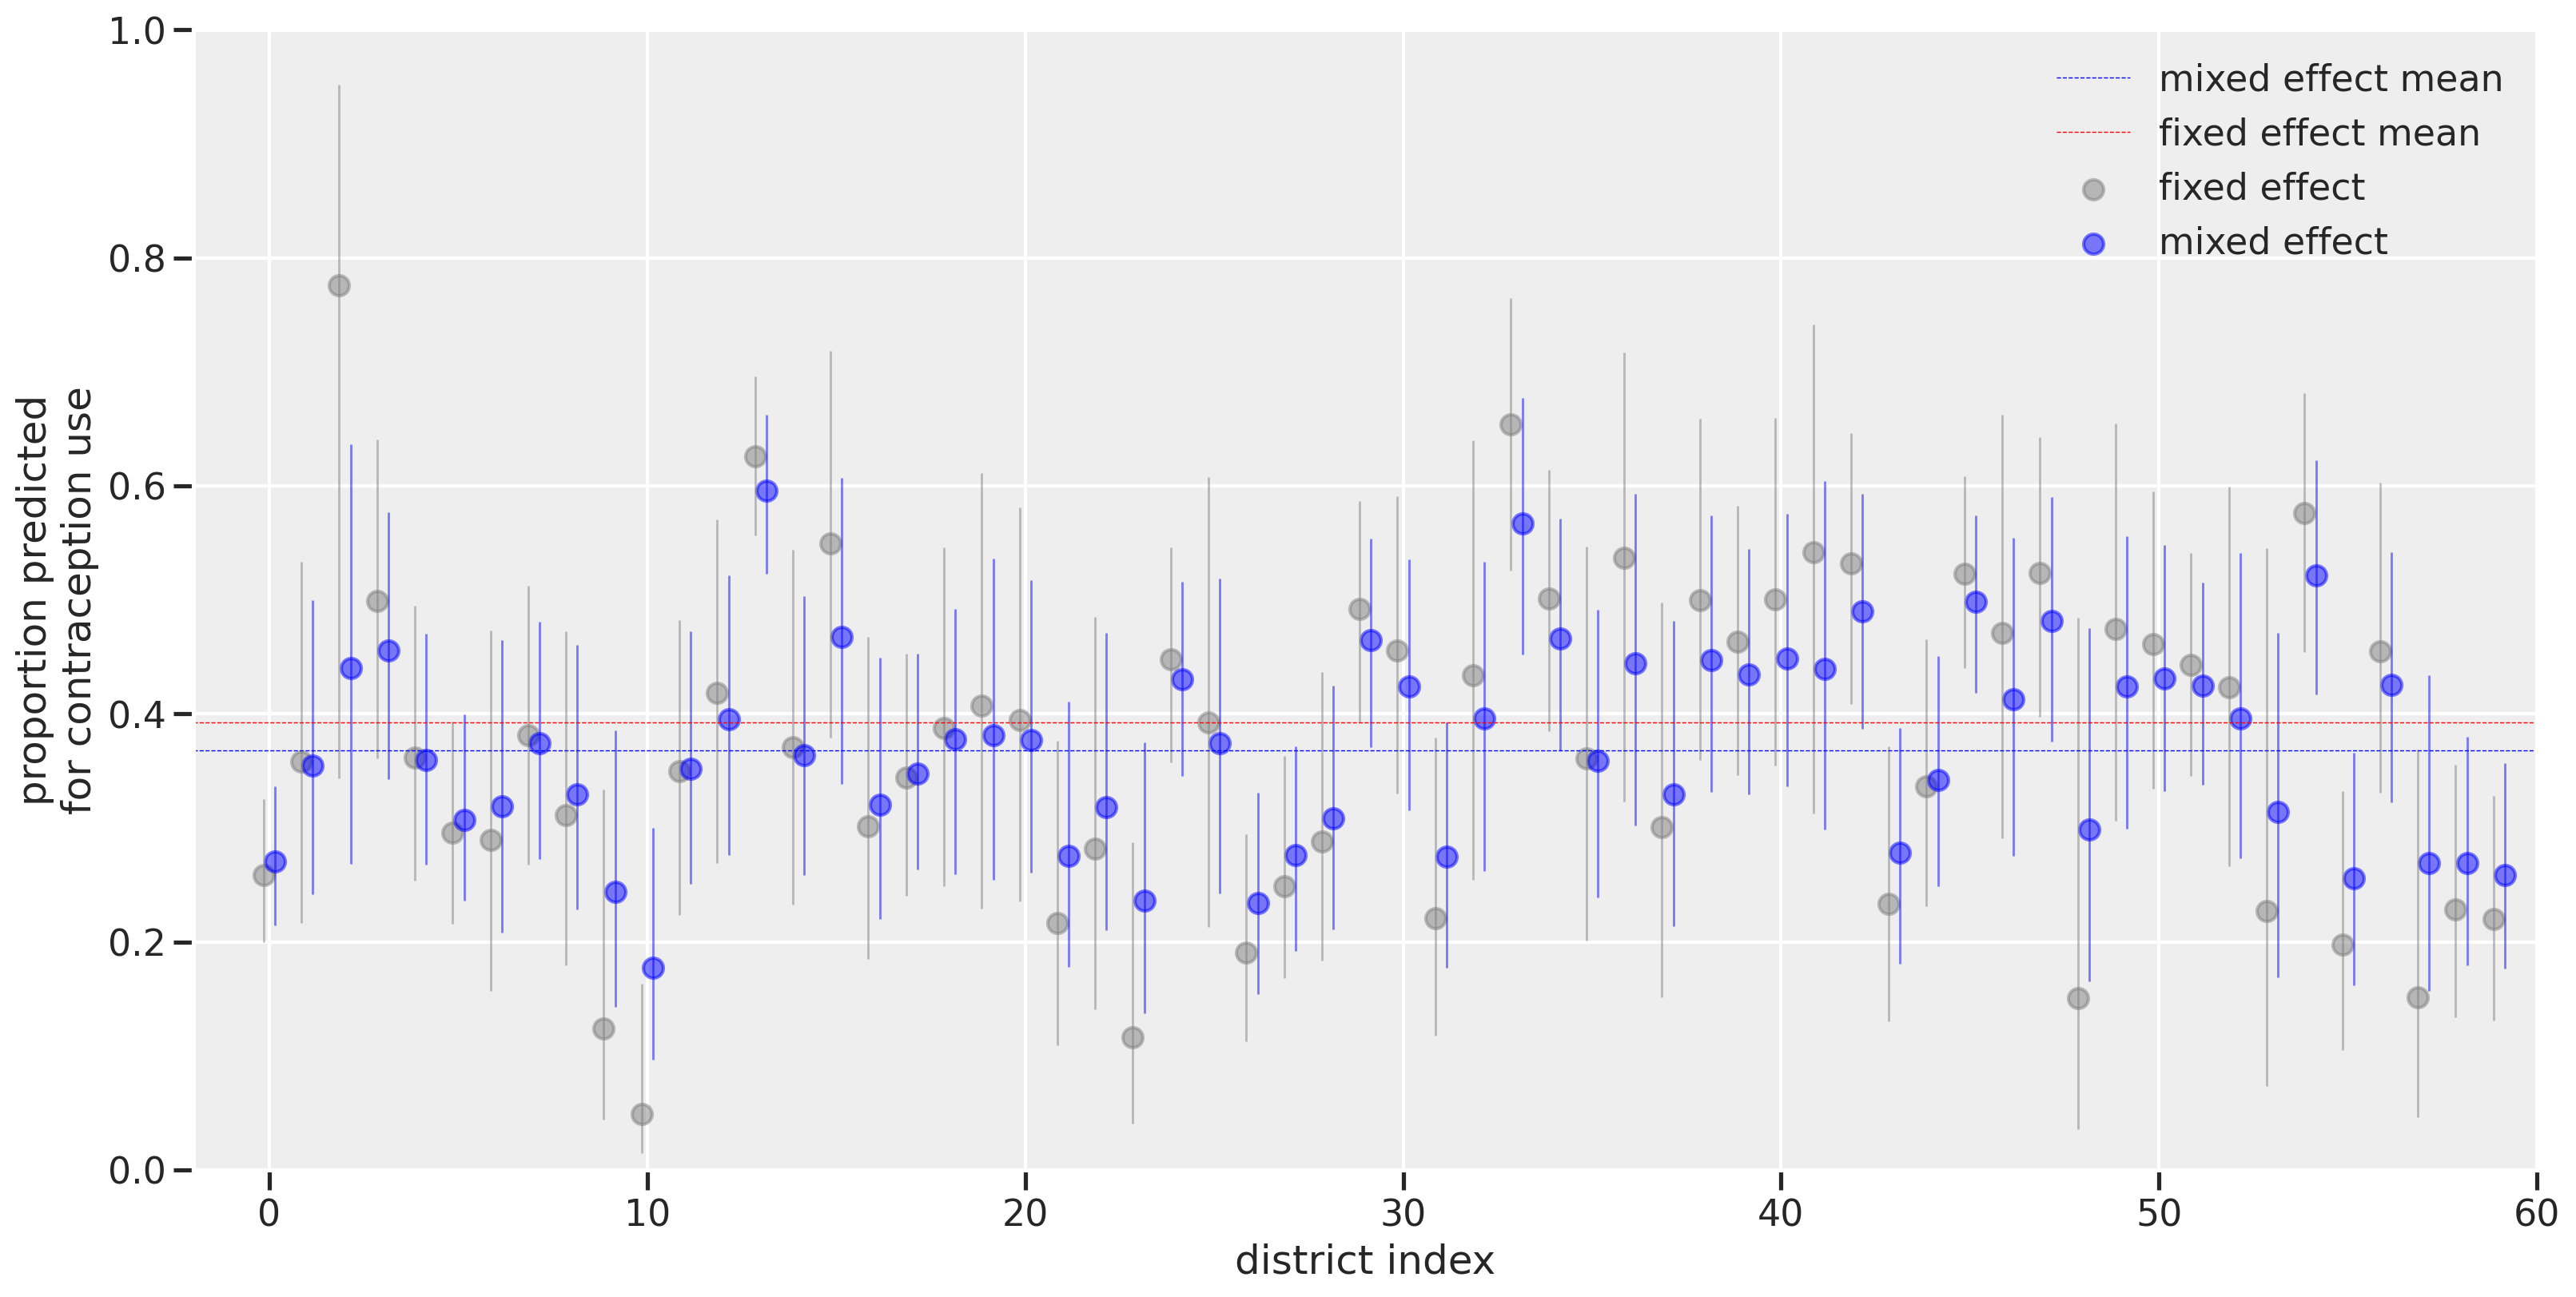 1.0
0.8
0.6
0.4
0.2
0.0
proportion predicted
for contraception use
mixed effect mean
fixed effect mean
fixed effect
mixed effect
0 10 20 30 40 50 60
district index